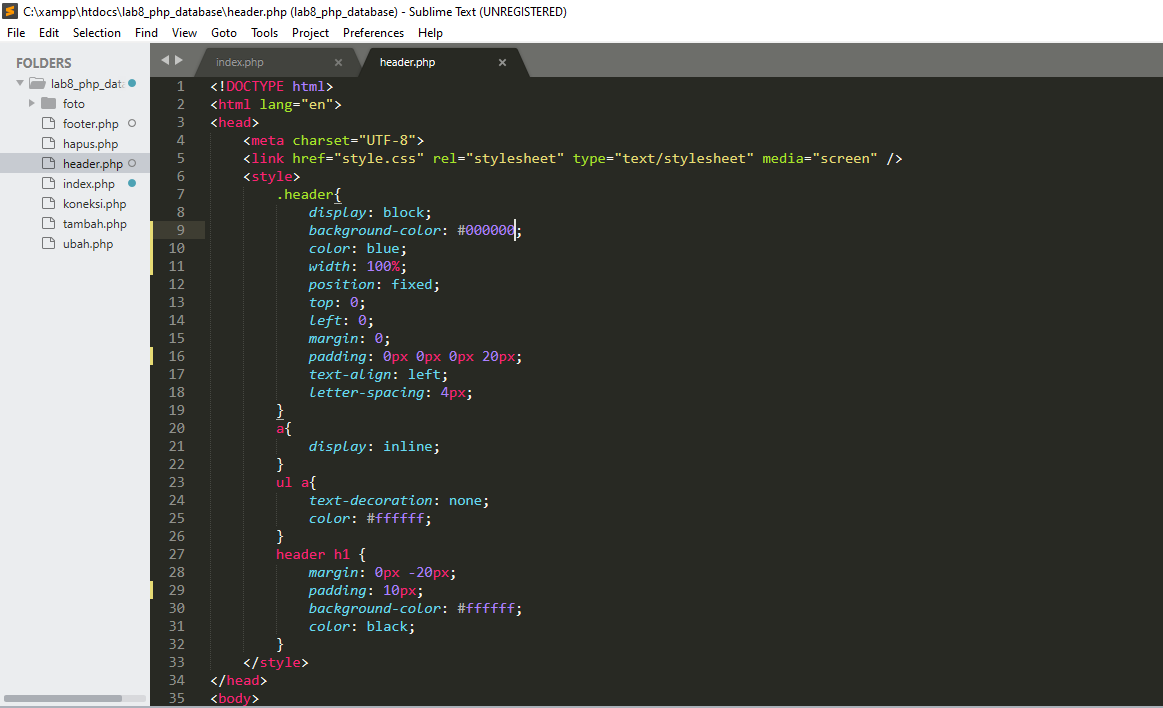 C:\xampp\htdocs\lab8_php_database\header.php (lab8_php_database) - Sublime Text (UNREGISTERED)
File Edit Selection Find View Goto Tools Project Preferences Help
FOLDERS
lab8_php_data
foto
footer.php
hapus.php
header.php
index.php
koneksi.php
tambah.php
ubah.php
index.php × header.php ×
1 <!DOCTYPE html>
2 <html lang="en">
3 <head>
4 <meta charset="UTF-8">
5 <link href="style.css" rel="stylesheet" type="text/stylesheet" media="screen" />
6 <style>
7 .header{
8 display: block;
9 background-color: #000000;
10 color: blue;
11 width: 100%;
12 position: fixed;
13 top: 0;
14 left: 0;
15 margin: 0;
16 padding: 0px 0px 0px 20px;
17 text-align: left;
18 letter-spacing: 4px;
19 }
20 a{
21 display: inline;
22 }
23 ul a{
24 text-decoration: none;
25 color: #ffffff;
26 }
27 header h1 {
28 margin: 0px -20px;
29 padding: 10px;
30 background-color: #ffffff;
31 color: black;
32 }
33 </style>
34 </head>
35 <body>